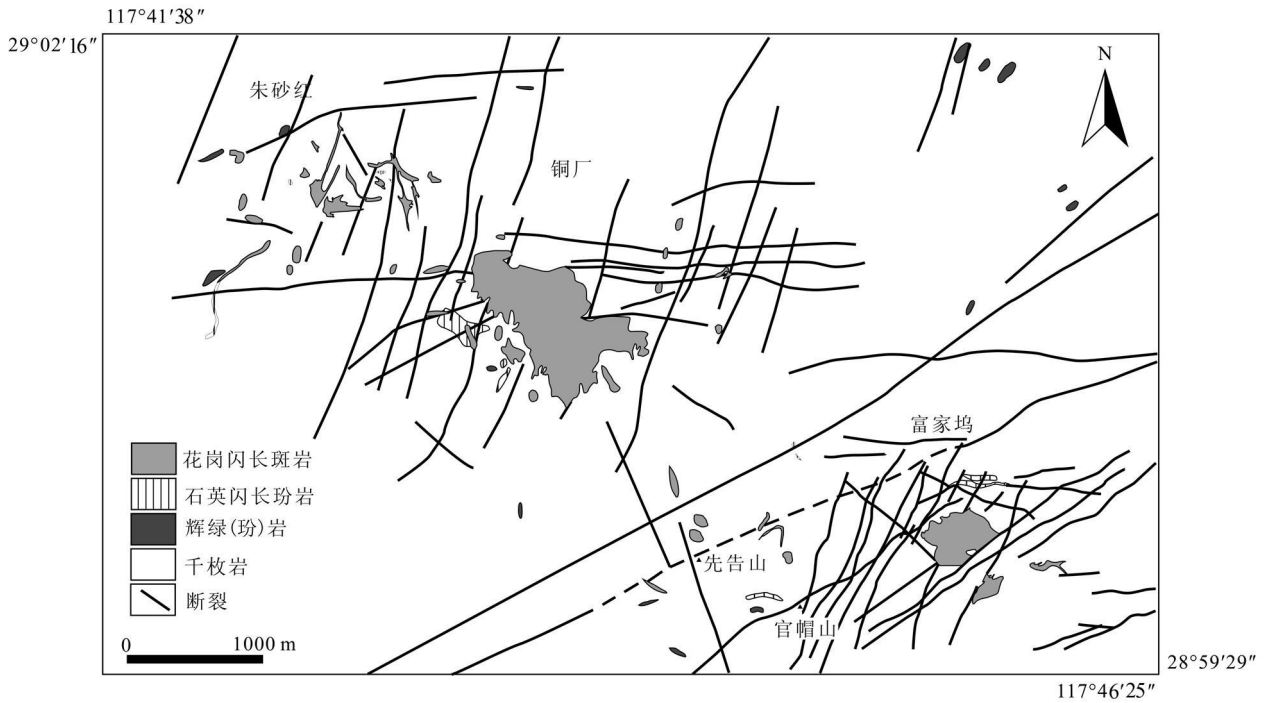 117°41′38″
29°02′16″
N
朱砂红
铜厂
富家坞
花岗闪长斑岩
石英闪长玢岩
辉绿(玢)岩
千枚岩
断裂
先告山
官帽山
0 1000 m
28°59′29″
117°46′25″